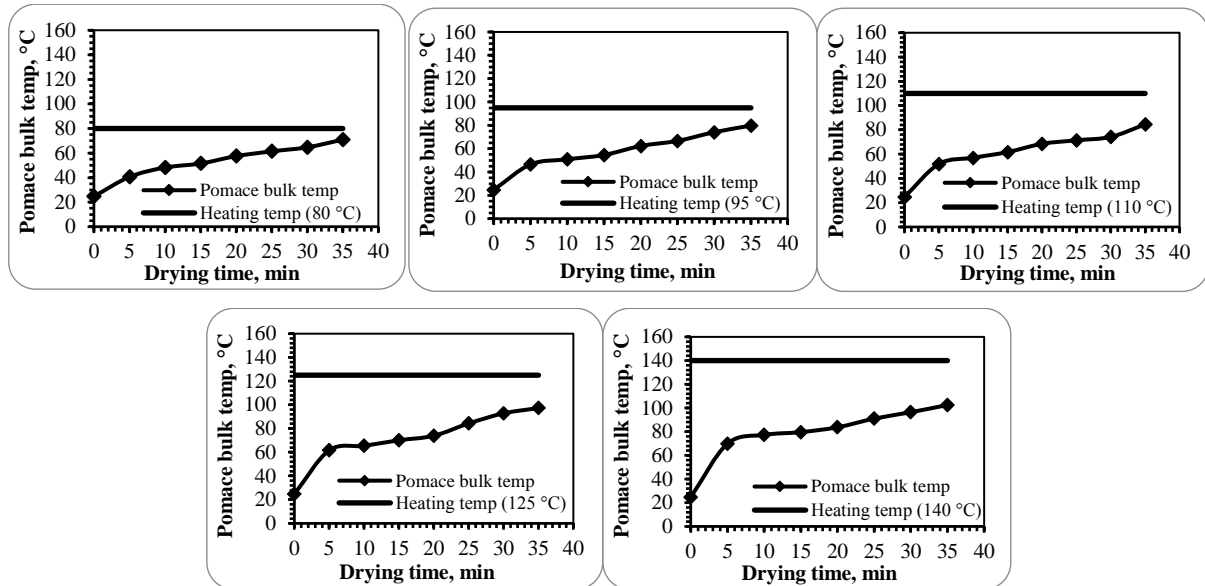 Pomace bulk temp, °C
160
140
120
100
80
60
40
20
0
Pomace bulk temp
Heating temp (80 °C)
0 5 10 15 20 25 30 35 40
Drying time, min
Pomace bulk temp, °C
160
140
120
100
80
60
40
20
0
Pomace bulk temp
Heating temp (95 °C)
0 5 10 15 20 25 30 35 40
Drying time, min
Pomace bulk temp, °C
160
140
120
100
80
60
40
20
0
Pomace bulk temp
Heating temp (110 °C)
0 5 10 15 20 25 30 35 40
Drying time, min
Pomace bulk temp, °C
160
140
120
100
80
60
40
20
0
Pomace bulk temp
Heating temp (125 °C)
0 5 10 15 20 25 30 35 40
Drying time, min
Pomace bulk temp, °C
160
140
120
100
80
60
40
20
0
Pomace bulk temp
Heating temp (140 °C)
0 5 10 15 20 25 30 35 40
Drying time, min